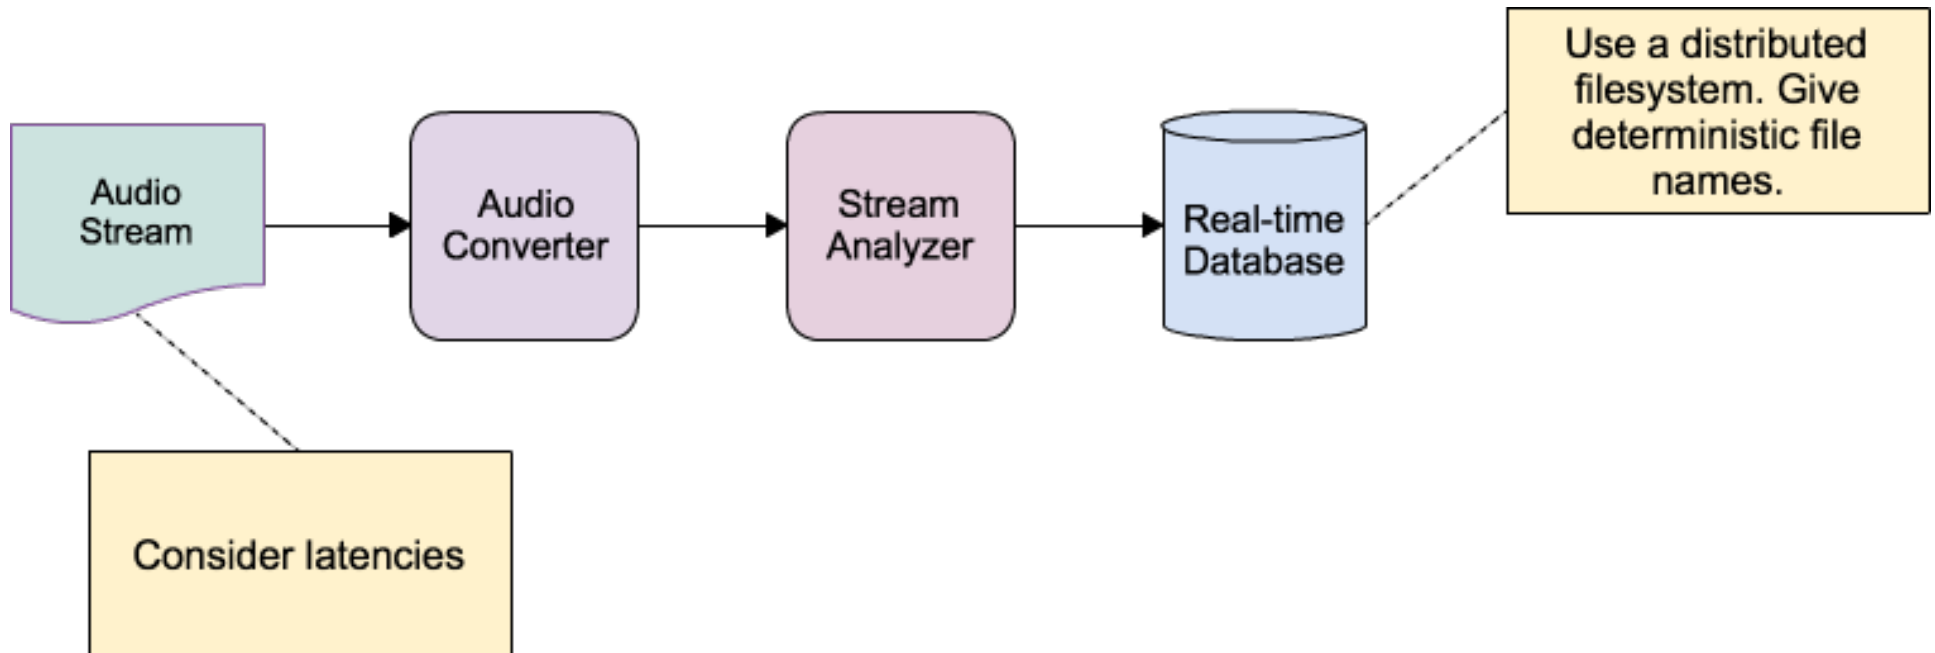 Use a distributed
filesystem. Give
deterministic file
names.
Audio
Stream
Audio
Converter
Stream
Analyzer
Real-time
Database
Consider latencies